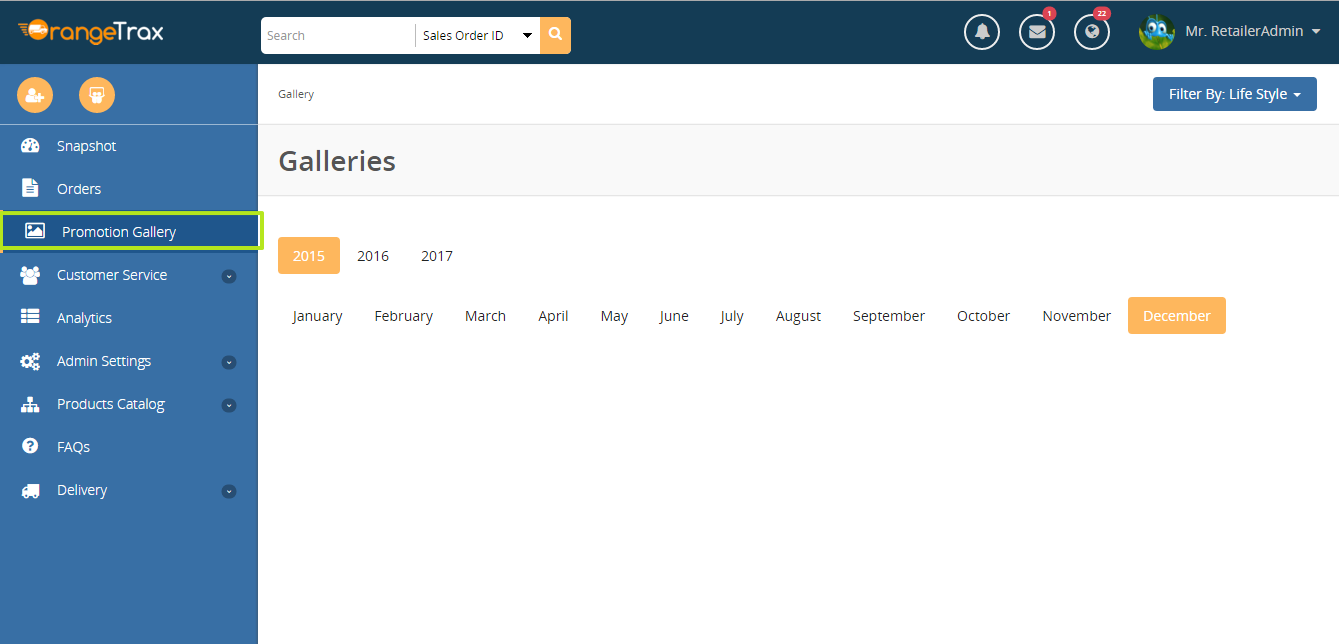 OrangeTrax
Search
Sales Order ID
1
22
Mr. RetailerAdmin
Gallery
Filter By: Life Style
Snapshot
Orders
Promotion Gallery
Customer Service
Analytics
Admin Settings
Products Catalog
FAQs
Delivery
Galleries
2015 2016 2017
January February March April May June July August September October November December